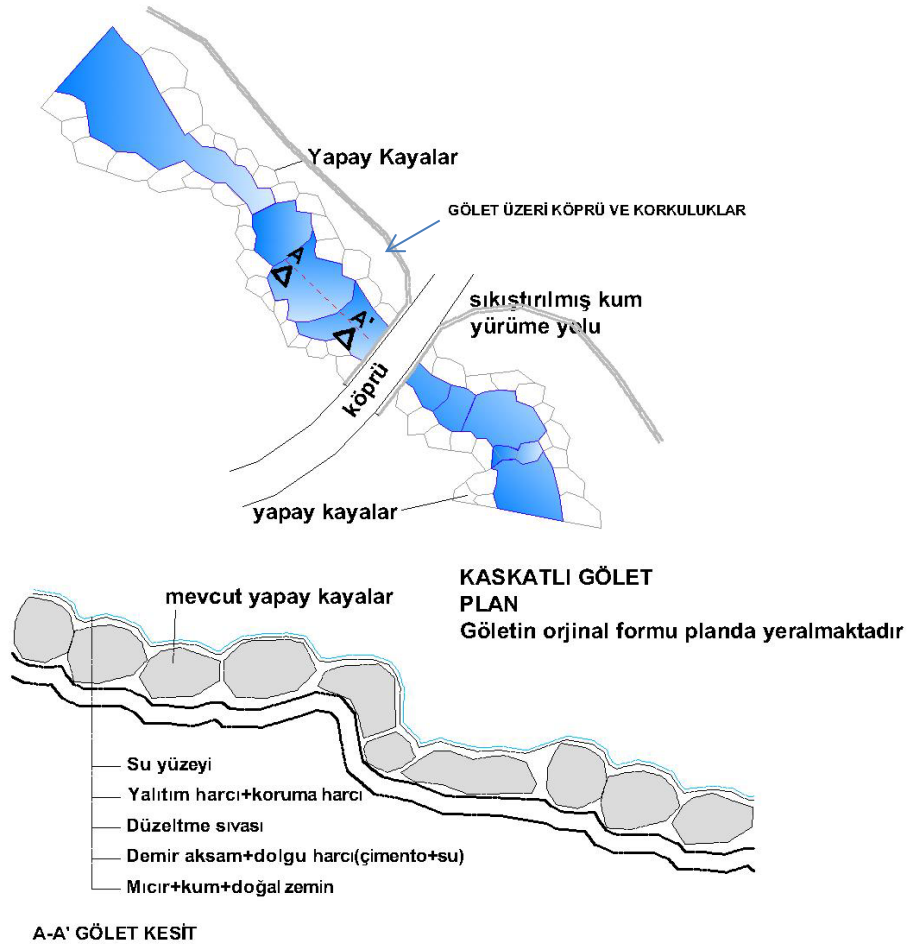 Yapay Kayalar
GÖLET ÜZERİ KÖPRÜ VE KORKULUKLAR
A
A'
sıkıştırılmış kum
yürüme yolu
köprü
yapay kayalar
KASKATLI GÖLET
PLAN
Göletin orjinal formu planda yeralmaktadır
mevcut yapay kayalar
Su yüzeyi
Yalıtım harcı+koruma harcı
Düzeltme sıvası
Demir aksam+dolgu harcı(çimento+su)
Mıcır+kum+doğal zemin
A-A' GÖLET KESİT